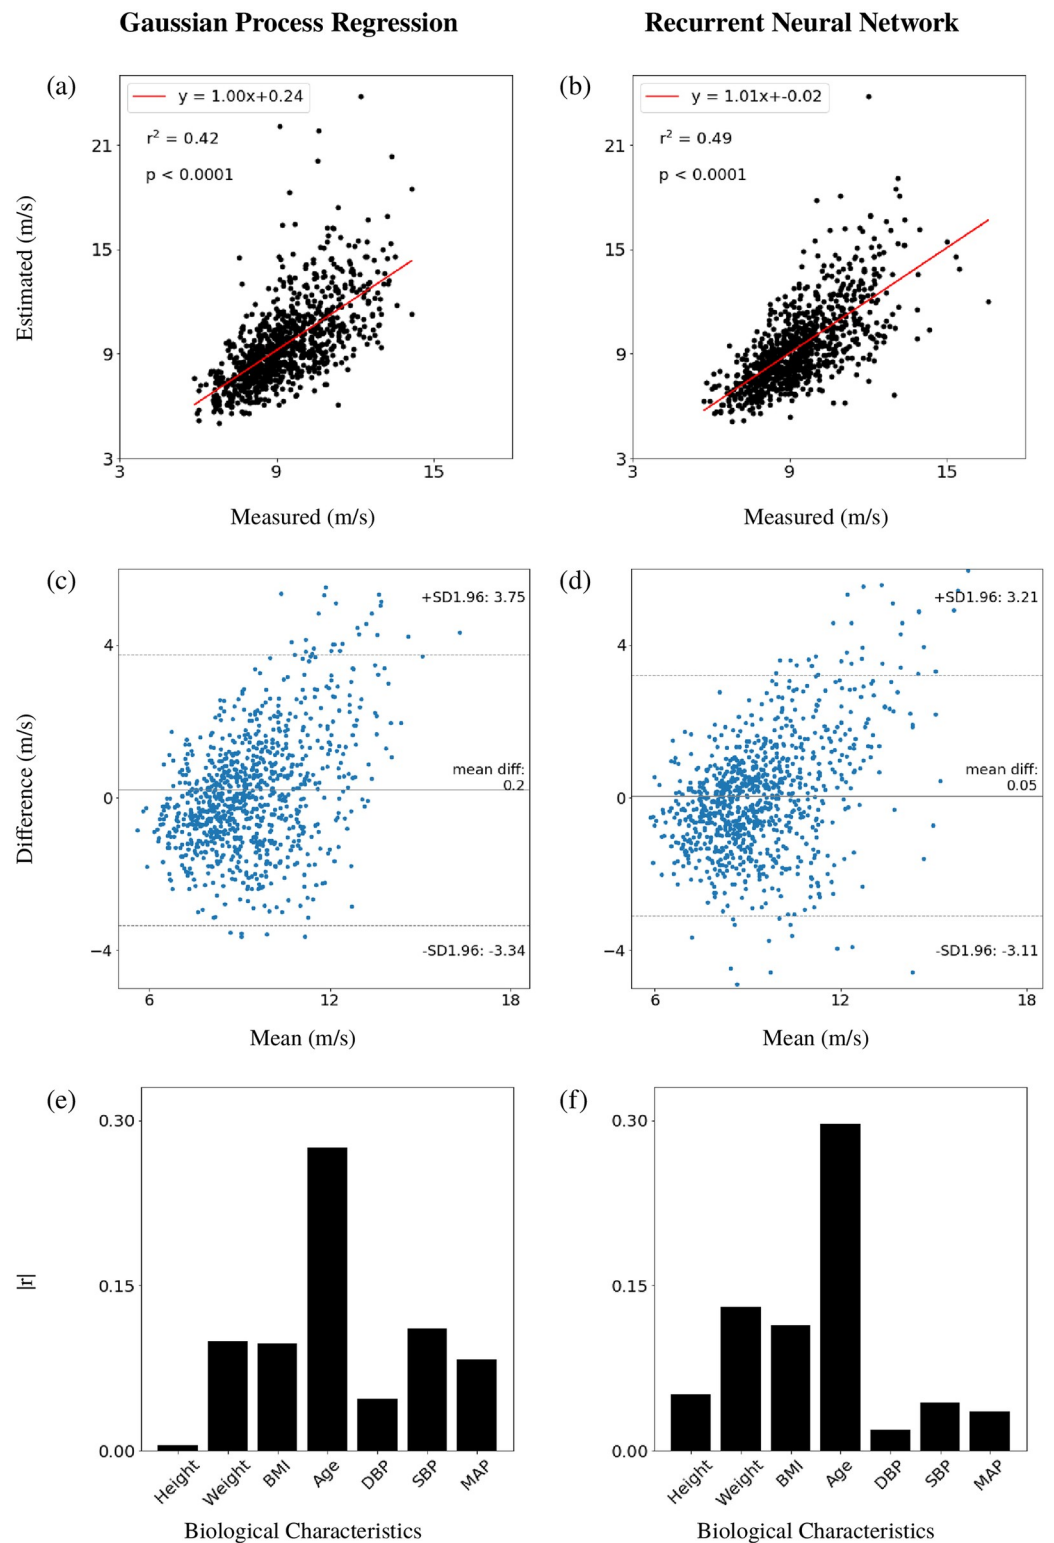 Gaussian Process Regression
Recurrent Neural Network
(a)
y = 1.00x+0.24
r² = 0.42
p < 0.0001
21
15
9
3
3
9
15
Estimated (m/s)
Measured (m/s)
(b)
y = 1.01x+-0.02
r² = 0.49
p < 0.0001
21
15
9
3
3
9
15
Measured (m/s)
(c)
+SD1.96: 3.75
mean diff:
0.2
-SD1.96: -3.34
4
0
−4
6
12
18
Difference (m/s)
Mean (m/s)
(d)
+SD1.96: 3.21
mean diff:
0.05
-SD1.96: -3.11
4
0
−4
6
12
18
Mean (m/s)
(e)
0.30
0.15
0.00
|r|
Height
Weight
BMI
Age
DBP
SBP
MAP
Biological Characteristics
(f)
0.30
0.15
0.00
Height
Weight
BMI
Age
DBP
SBP
MAP
Biological Characteristics